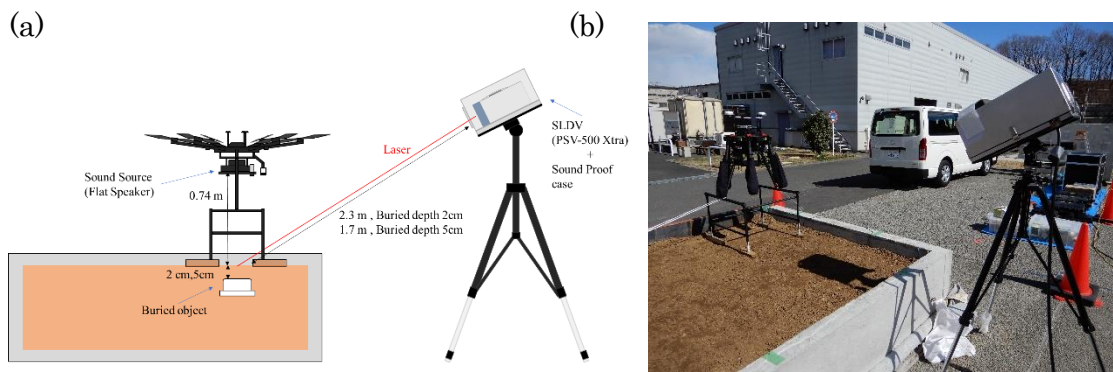 (a)
Sound Source
(Flat Speaker)
0.74 m
Laser
SLDV
(PSV-500 Xtra)
+
Sound Proof
case
2.3 m , Buried depth 2cm
1.7 m , Buried depth 5cm
2 cm,5cm
Buried object
(b)